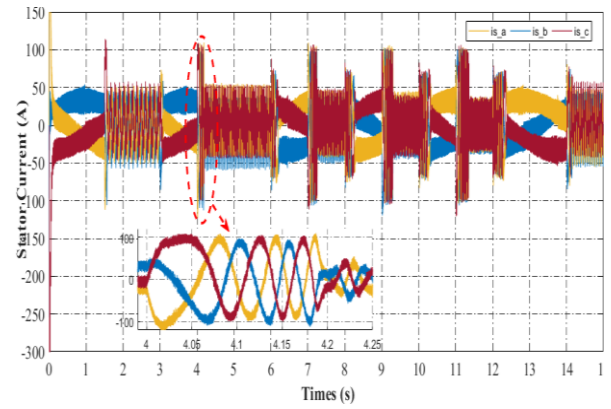 is_a is_b is_c
Stator Current (A)
150
100
50
0
-50
-100
-150
-200
-250
-300
100
0
-100
4 4.05 4.1 4.15 4.2 4.25
0 1 2 3 4 5 6 7 8 9 10 11 12 13 14 1
Times (s)